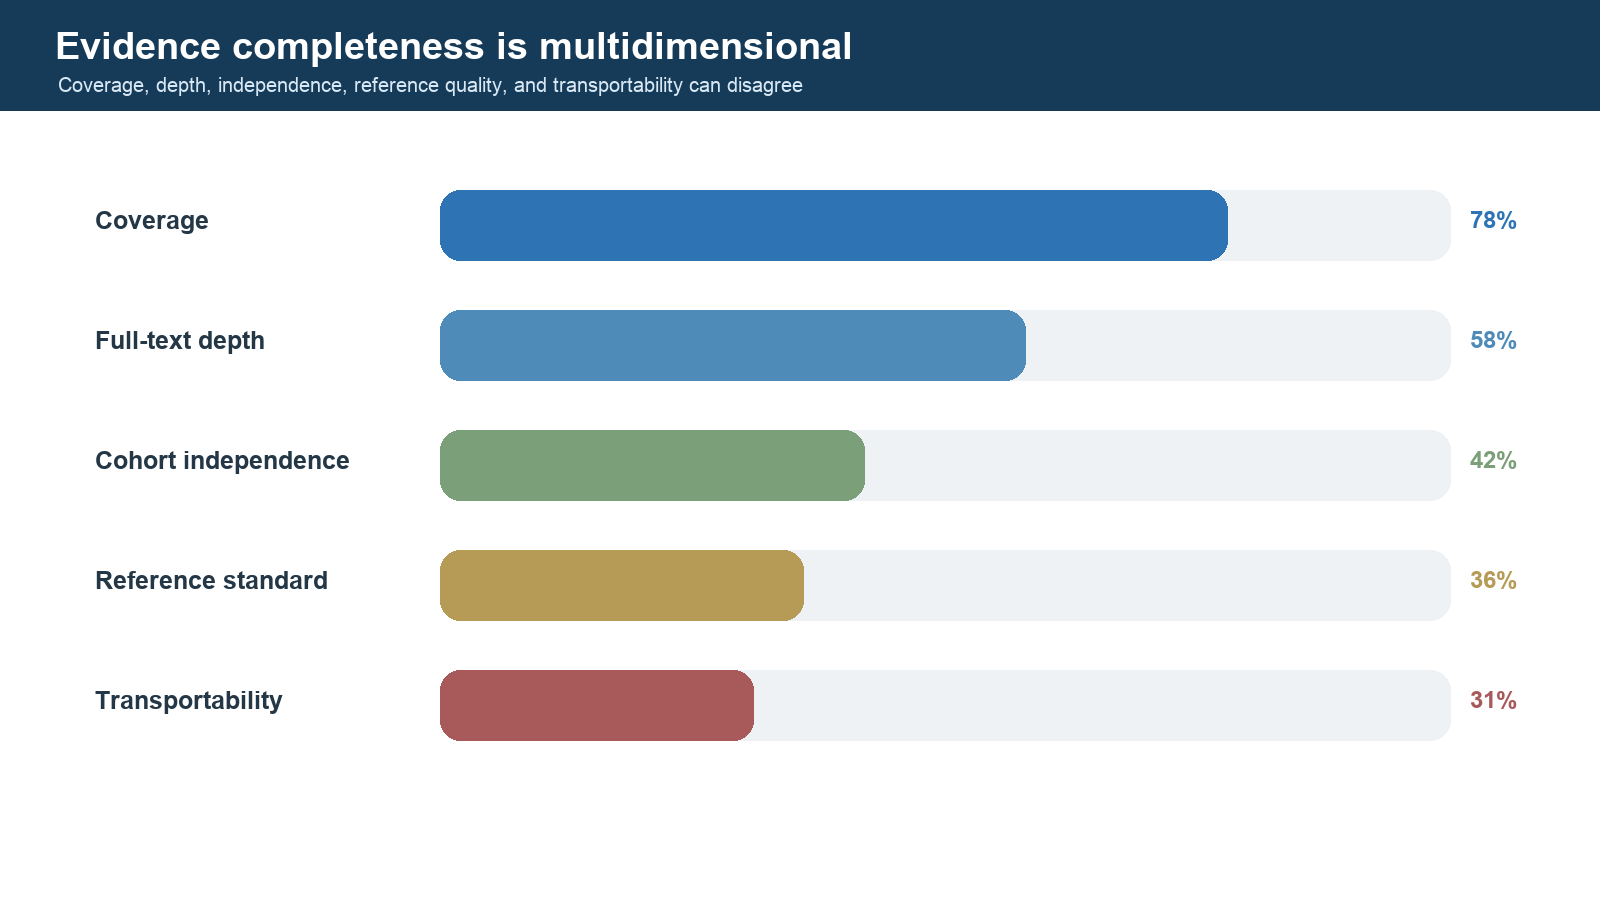 Evidence completeness is multidimensional
Coverage, depth, independence, reference quality, and transportability can disagree
Coverage 78%
Full-text depth 58%
Cohort independence 42%
Reference standard 36%
Transportability 31%